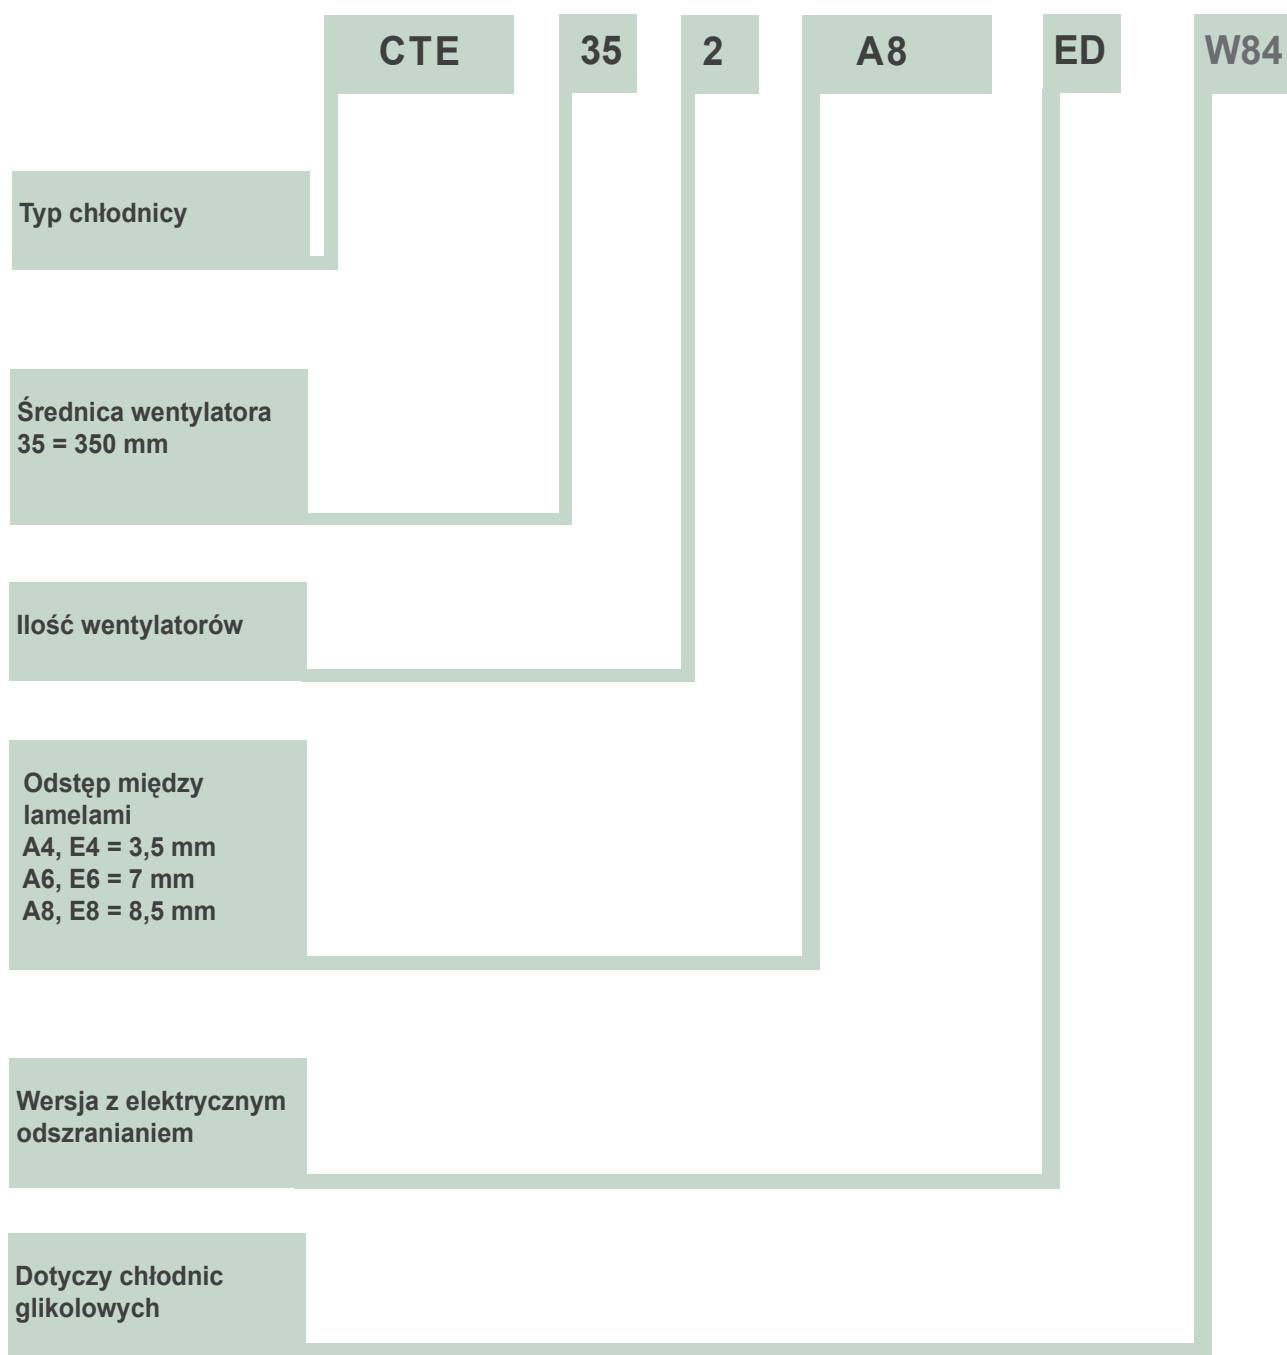 CTE 35 2 A8 ED W84
Typ chłodnicy
Średnica wentylatora
35 = 350 mm
Ilość wentylatorów
Odstęp między
lamelami
A4, E4 = 3,5 mm
A6, E6 = 7 mm
A8, E8 = 8,5 mm
Wersja z elektrycznym
odszranianiem
Dotyczy chłodnic
glikolowych